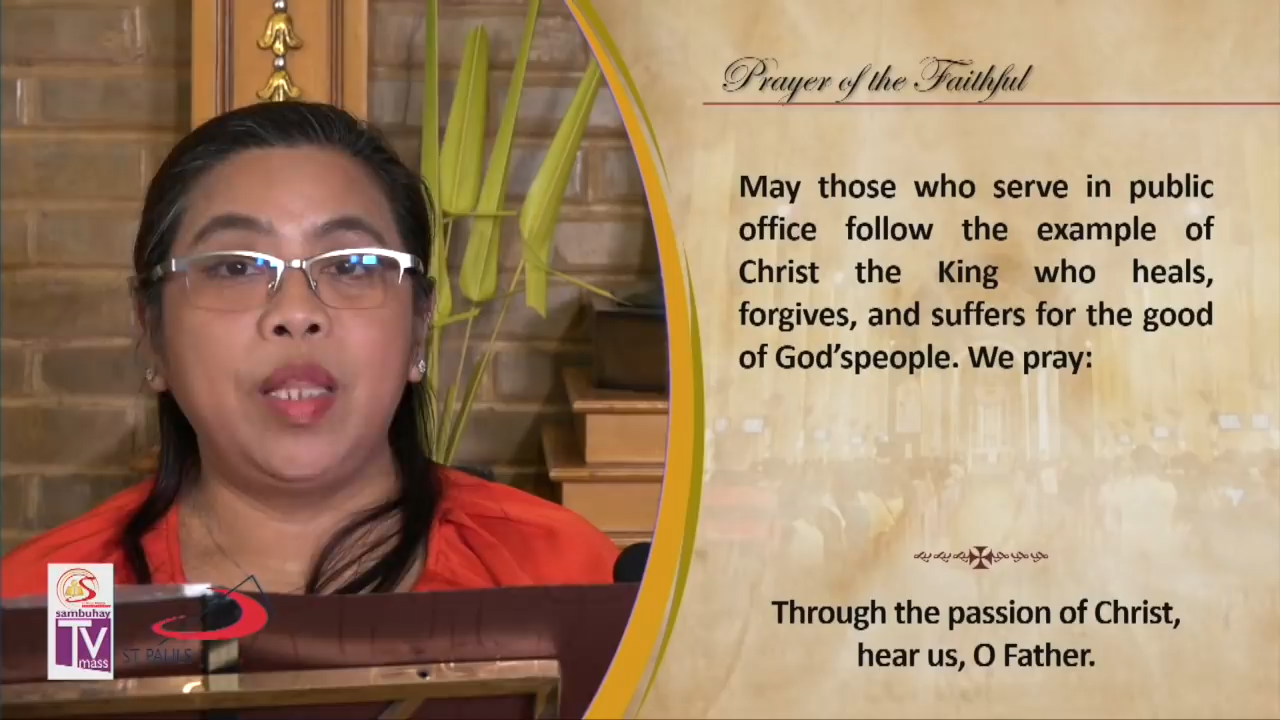 Prayer of the Faithful
May those who serve in public
office follow the example of
Christ the King who heals,
forgives, and suffers for the good
of God'speople. We pray:
Through the passion of Christ,
hear us, O Father.
sambuhay
TV
mass
ST PAULS